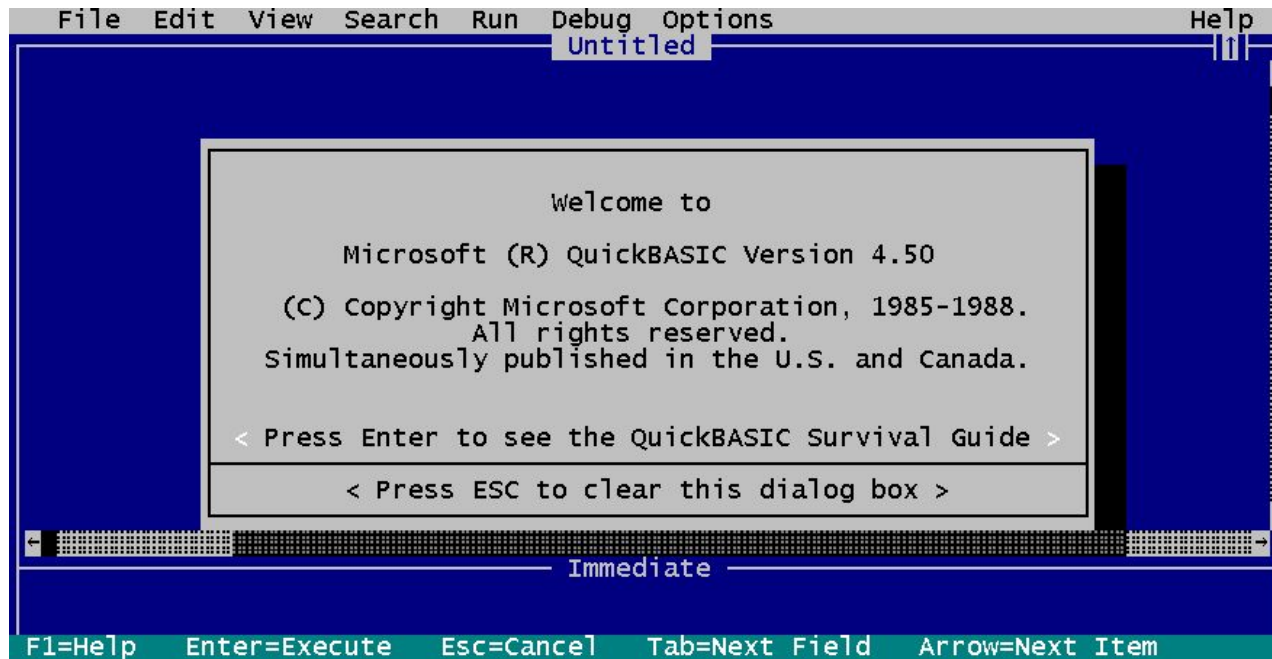 File Edit View Search Run Debug Options Help
Untitled
↑
Welcome to
Microsoft (R) QuickBASIC Version 4.50
(C) Copyright Microsoft Corporation, 1985-1988.
All rights reserved.
Simultaneously published in the U.S. and Canada.
< Press Enter to see the QuickBASIC Survival Guide >
< Press ESC to clear this dialog box >
← →
Immediate
F1=Help Enter=Execute Esc=Cancel Tab=Next Field Arrow=Next Item